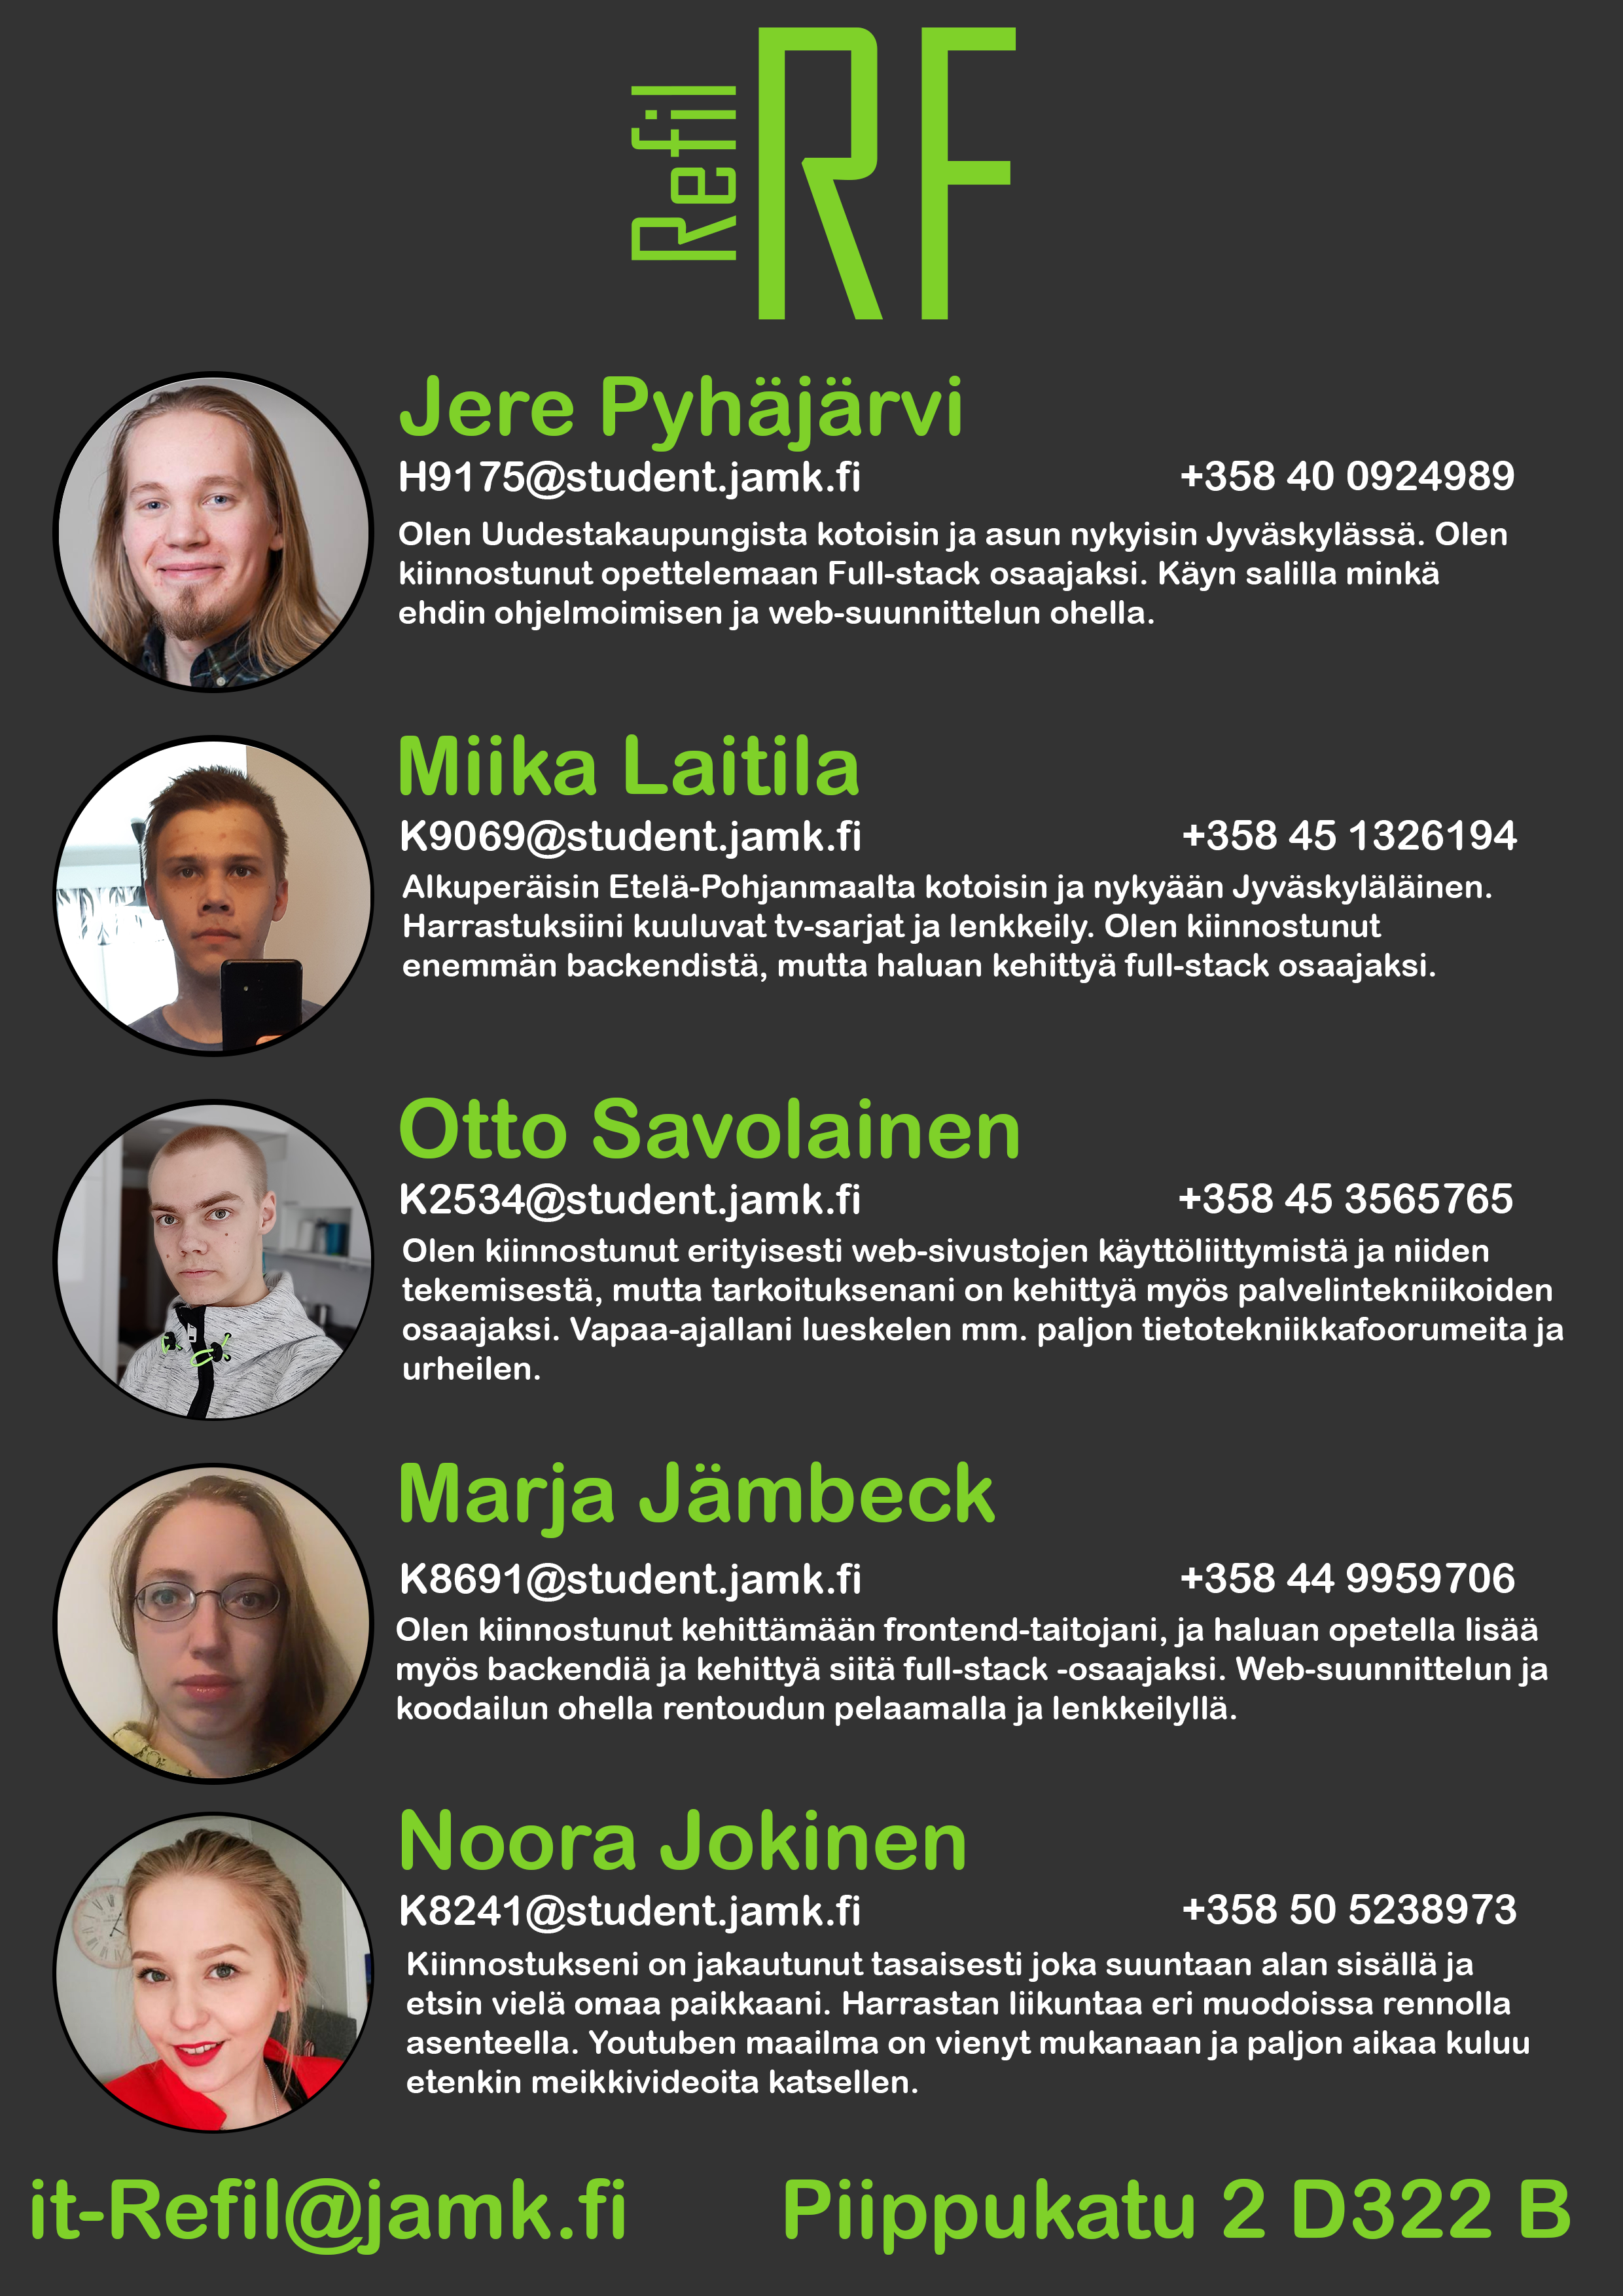 Refil
RF
Jere Pyhäjärvi
H9175@student.jamk.fi
+358 40 0924989
Olen Uudestakaupungista kotoisin ja asun nykyisin Jyväskylässä. Olen
kiinnostunut opettelemaan Full-stack osaajaksi. Käyn salilla minkä
ehdin ohjelmoimisen ja web-suunnittelun ohella.
Miika Laitila
K9069@student.jamk.fi
+358 45 1326194
Alkuperäisin Etelä-Pohjanmaalta kotoisin ja nykyään Jyväskyläläinen.
Harrastuksiini kuuluvat tv-sarjat ja lenkkeily. Olen kiinnostunut
enemmän backendistä, mutta haluan kehittyä full-stack osaajaksi.
Otto Savolainen
K2534@student.jamk.fi
+358 45 3565765
Olen kiinnostunut erityisesti web-sivustojen käyttöliittymistä ja niiden
tekemisestä, mutta tarkoituksenani on kehittyä myös palvelintekniikoiden
osaajaksi. Vapaa-ajallani lueskelen mm. paljon tietotekniikkafoorumeita ja
urheilen.
Marja Jämbeck
K8691@student.jamk.fi
+358 44 9959706
Olen kiinnostunut kehittämään frontend-taitojani, ja haluan opetella lisää
myös backendiä ja kehittyä siitä full-stack -osaajaksi. Web-suunnittelun ja
koodailun ohella rentoudun pelaamalla ja lenkkeilyllä.
Noora Jokinen
K8241@student.jamk.fi
+358 50 5238973
Kiinnostukseni on jakautunut tasaisesti joka suuntaan alan sisällä ja
etsin vielä omaa paikkaani. Harrastan liikuntaa eri muodoissa rennolla
asenteella. Youtuben maailma on vienyt mukanaan ja paljon aikaa kuluu
etenkin meikkivideoita katsellen.
it-Refil@jamk.fi
Piippukatu 2 D322 B